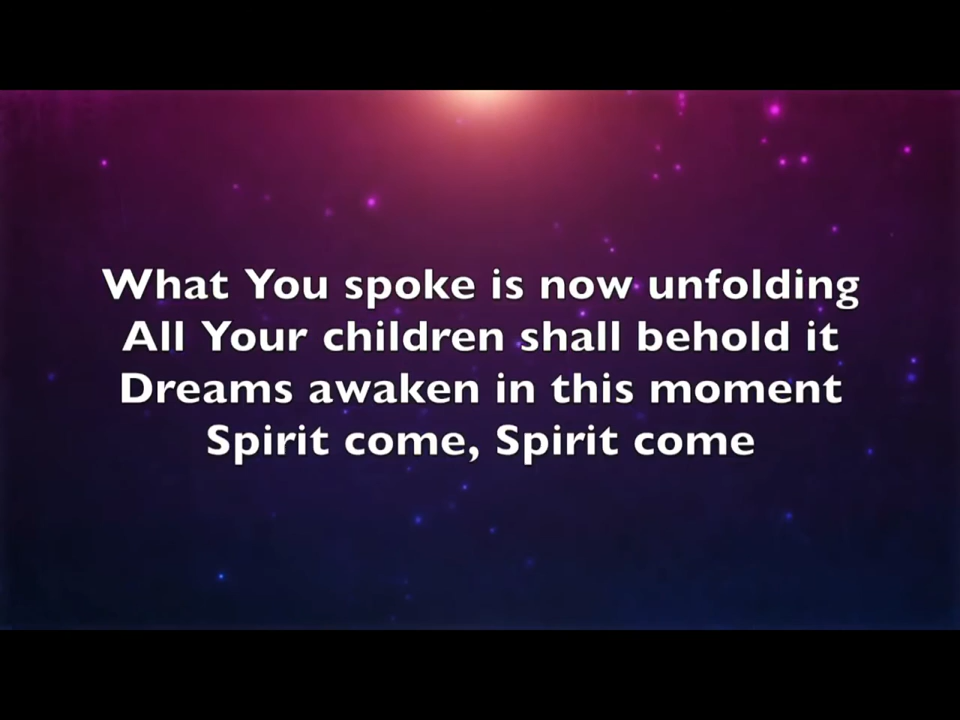 What You spoke is now unfolding
All Your children shall behold it
Dreams awaken in this moment
Spirit come, Spirit come